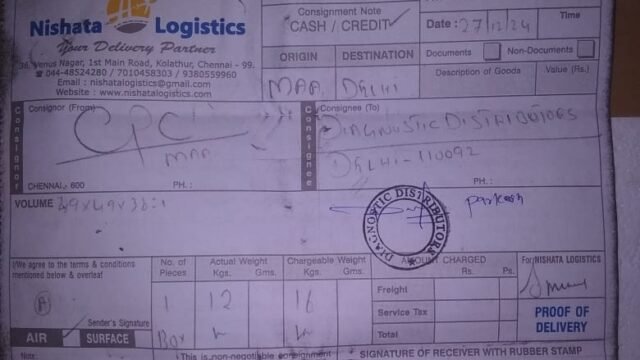 Nishata Logistics
Your Delivery Partner
Venus Nagar, 1st Main Road, Kolathur, Chennai - 99.
☎ 044-48524280 / 7010458303 / 9380559960
Email : nishatalogistics@gmail.com
Website : www.nishatalogistics.com
Consignment Note
CASH / CREDIT ✓
Date : 27/12/24
Time
ORIGIN
DESTINATION
Documents
Non-Documents
MAA
DELHI
Description of Goods
Value (Rs.)
Consignor
Consignor (From)
CPC
MAA
CHENNAI - 600
PH. :
Consignee
Consignee (To)
DIAGNOSTIC DISTRIBUTORS
DELHI-110092
PH. :
VOLUME 49x49x36:1
DIAGNOSTIC DISTRIBUTORS
I/We agree to the terms & conditions
mentioned below & overleaf
Sender's Signature
AIR
SURFACE
No. of Pieces
Actual Weight
Kgs. Gms.
Chargeable Weight
Kgs. Gms.
1
12
16
Box
AMOUNT CHARGED
Rs. Ps.
Freight
Service Tax
Total
For NISHATA LOGISTICS
PROOF OF
DELIVERY
This is non-negotiable consignment
SIGNATURE OF RECEIVER WITH RUBBER STAMP